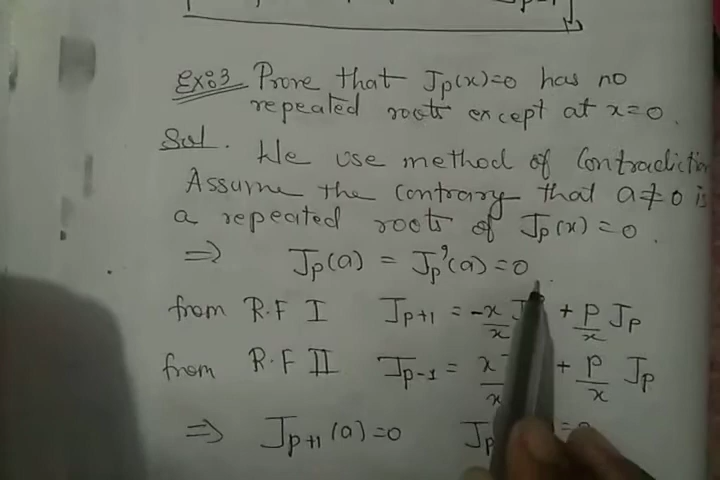 Ex:3 Prove that Jp(x)=0 has no
repeated roots except at x=0.
Sol. We use method of Contradiction
Assume the Contrary that a≠0 is
a repeated roots of Jp(x)=0.
⇒ Jp(a) = Jp'(a)=0
from R.F I Jp+1 = -x/x J + p/x Jp
from R.F II Jp-1 = x/x + p/x Jp
⇒ Jp+1(a)=0